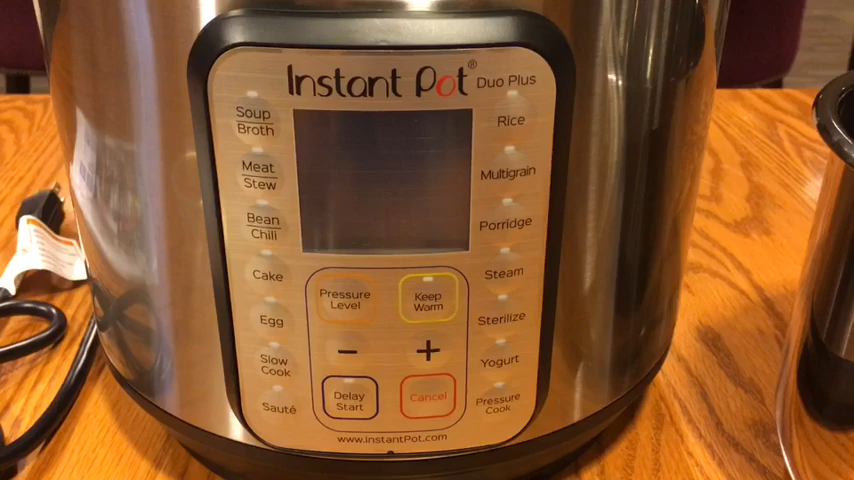 Instant Pot® Duo Plus
Soup
Broth
Meat
Stew
Bean
Chili
Cake
Egg
Slow
Cook
Sauté
Rice
Multigrain
Porridge
Steam
Sterilize
Yogurt
Pressure
Cook
Pressure
Level
Keep
Warm
− +
Delay
Start
Cancel
www.InstantPot.com